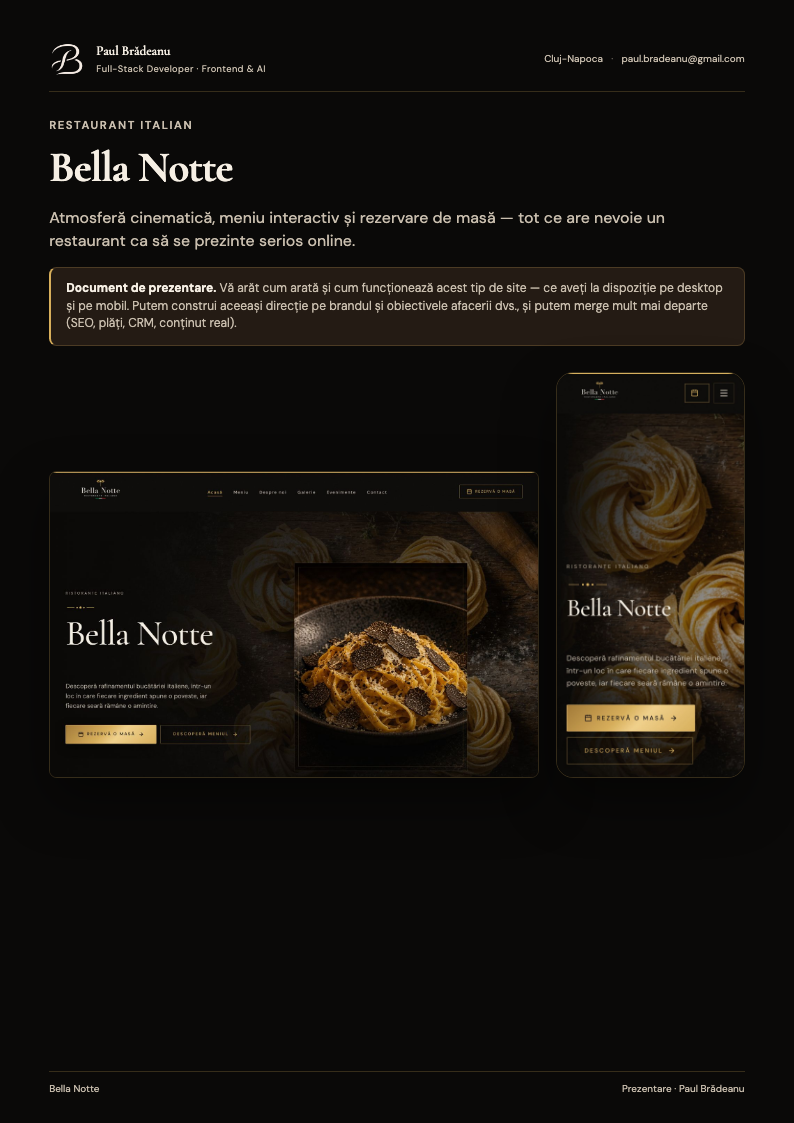 B
Paul Brădeanu
Full-Stack Developer · Frontend & AI
Cluj-Napoca · paul.bradeanu@gmail.com
RESTAURANT ITALIAN
Bella Notte
Atmosferă cinematică, meniu interactiv și rezervare de masă — tot ce are nevoie un
restaurant ca să se prezinte serios online.
Document de prezentare. Vă arăt cum arată și cum funcționează acest tip de site — ce aveți la dispoziție pe desktop
și pe mobil. Putem construi aceeași direcție pe brandul și obiectivele afacerii dvs., și putem merge mult mai departe
(SEO, plăți, CRM, conținut real).
Bella Notte
Acasă Meniu Despre noi Galerie Evenimente Contact
REZERVĂ O MASĂ
RISTORANTE ITALIANO
Bella Notte
Descoperă rafinamentul bucătăriei italiene, într-un
loc în care fiecare ingredient spune o poveste, iar
fiecare seară rămâne o amintire.
REZERVĂ O MASĂ →
DESCOPERĂ MENIUL →
Bella Notte
RISTORANTE ITALIANO
Bella Notte
Descoperă rafinamentul bucătăriei italiene,
într-un loc în care fiecare ingredient spune o
poveste, iar fiecare seară rămâne o amintire.
REZERVĂ O MASĂ →
DESCOPERĂ MENIUL →
Bella Notte
Prezentare · Paul Brădeanu